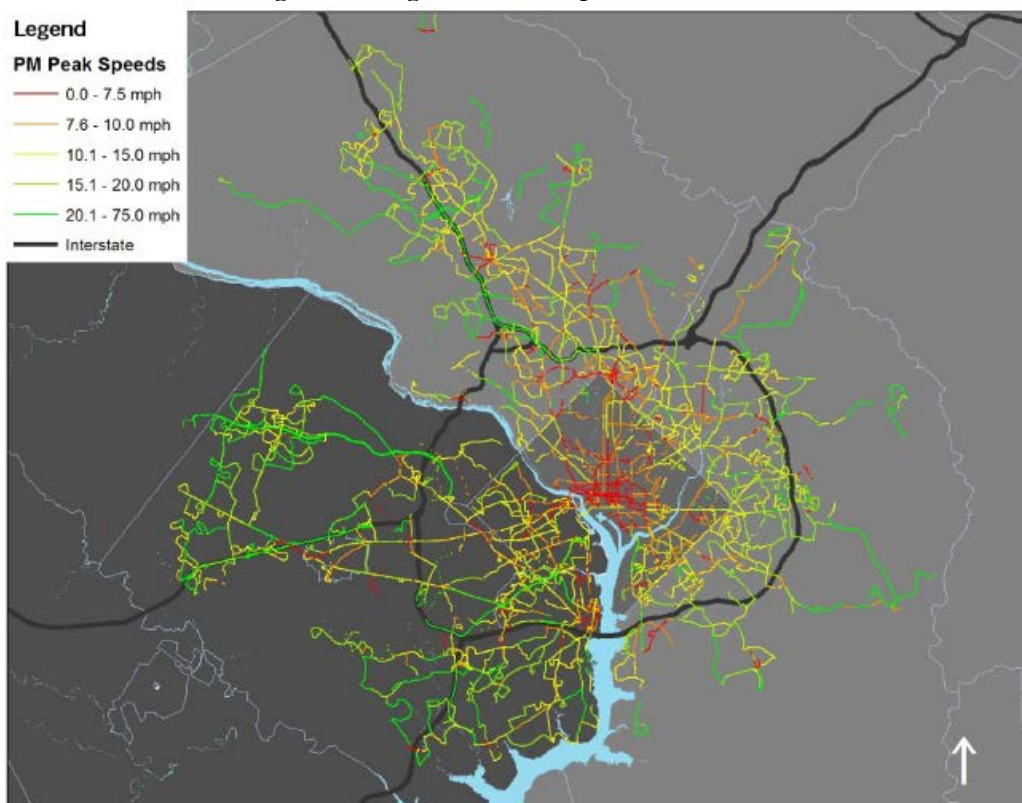 Legend
PM Peak Speeds
0.0 - 7.5 mph
7.6 - 10.0 mph
10.1 - 15.0 mph
15.1 - 20.0 mph
20.1 - 75.0 mph
Interstate